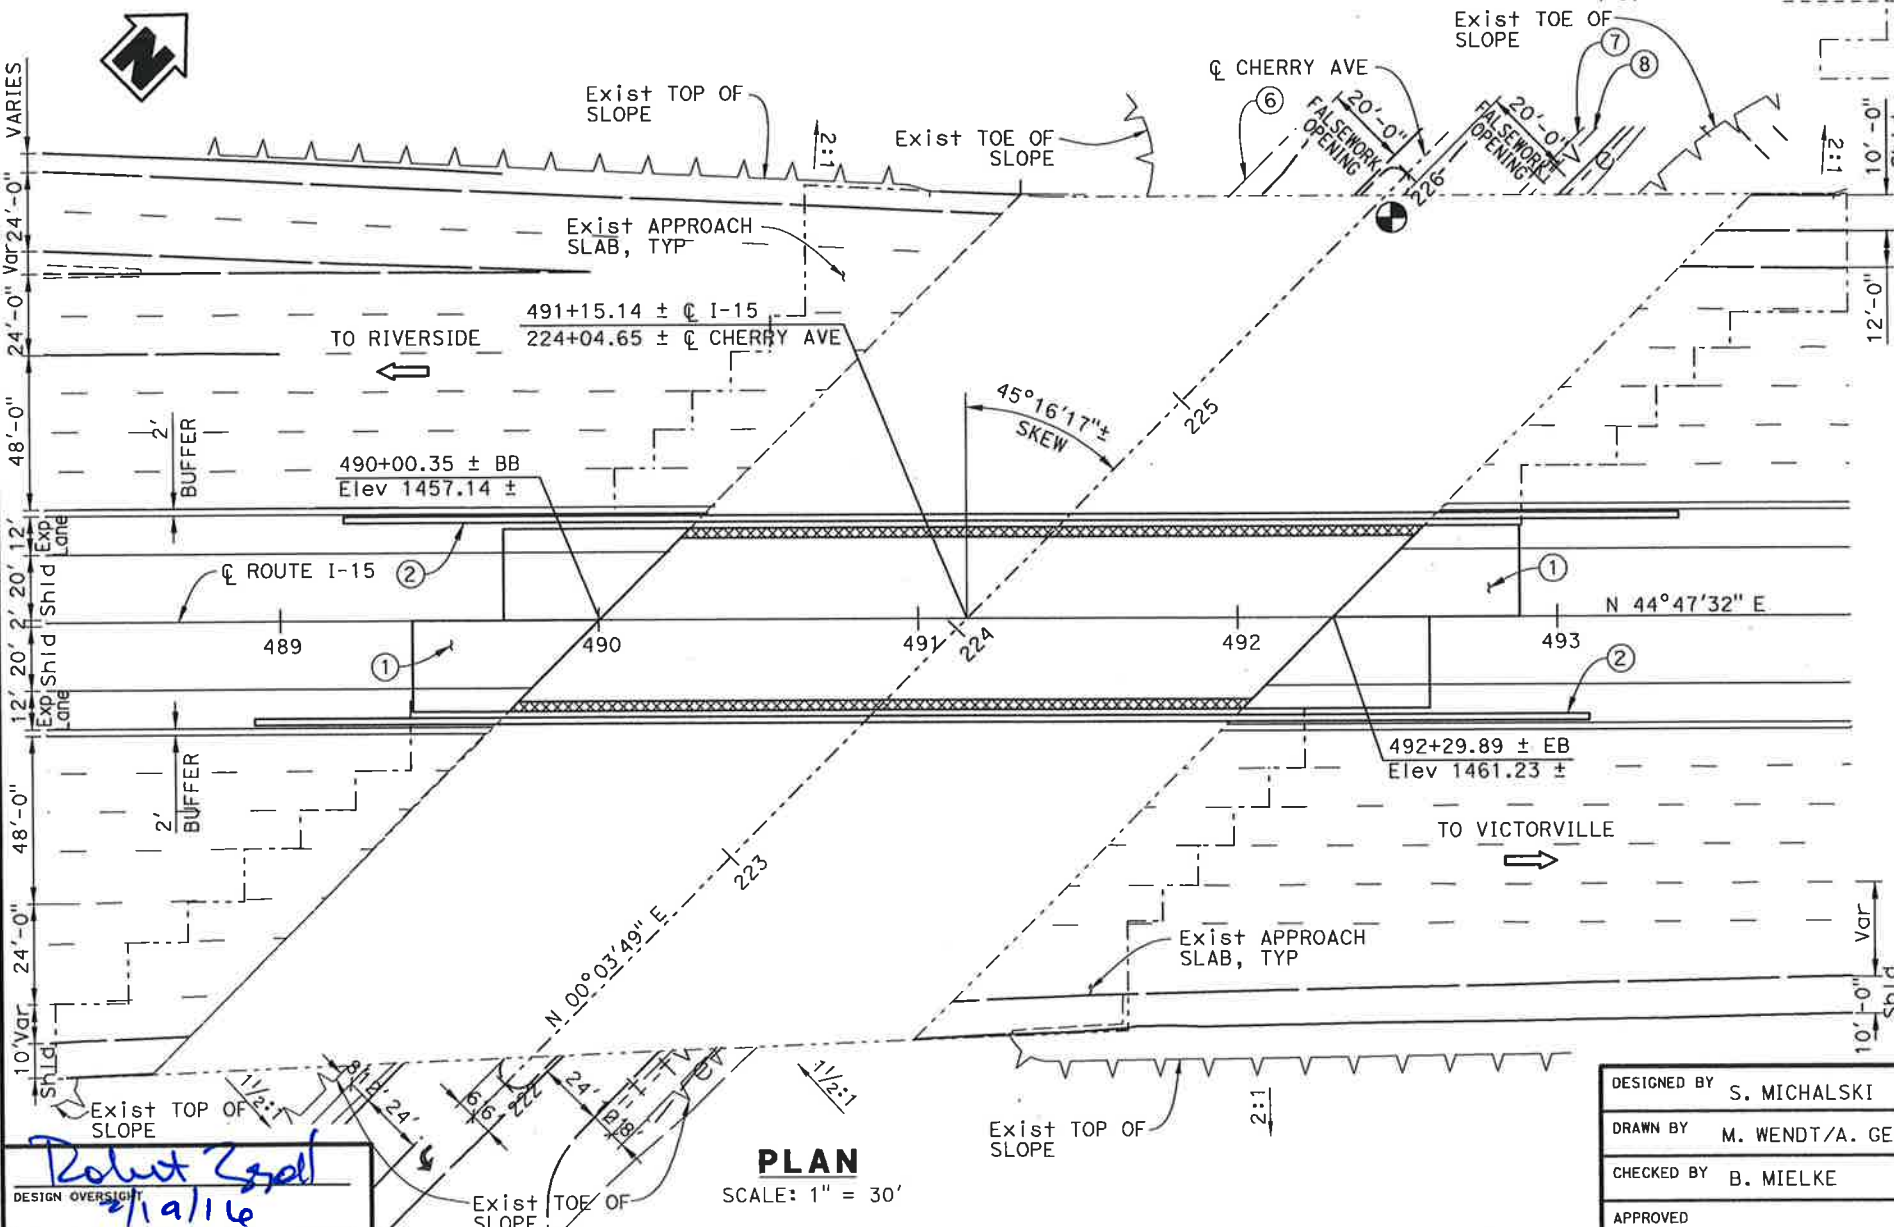 N
VARIES
24'-0"
Var
24'-0"
48'-0"
12'
Exp
Lane
20'
Shld
2'
20'
Shld
12'
Exp
Lane
48'-0"
24'-0"
Var
10'
Shld
Exist TOP OF
SLOPE
2:1
Exist TOE OF
SLOPE
℄ CHERRY AVE
6
20'-0"
FALSEWORK
OPENING
20'-0"
FALSEWORK
OPENING
226
Exist TOE OF
SLOPE
7
8
2:1
10'-0"
12'-0"
Exist APPROACH
SLAB, TYP
491+15.14 ± ℄ I-15
224+04.65 ± ℄ CHERRY AVE
TO RIVERSIDE
45°16'17"±
SKEW
225
2'
BUFFER
490+00.35 ± BB
Elev 1457.14 ±
℄ ROUTE I-15
2
1
N 44°47'32" E
489
490
491
492
493
224
1
2
2'
BUFFER
492+29.89 ± EB
Elev 1461.23 ±
TO VICTORVILLE
223
N 00°03'49" E
Exist APPROACH
SLAB, TYP
Var
10'-0"
Shld
Exist TOP OF
SLOPE
1½:1
8'
12'
24'
6'
6'
222
24'
8'
1½:1
Exist TOP OF
SLOPE
2:1
Exist TOE OF
SLOPE
PLAN
SCALE: 1" = 30'
DESIGN OVERSIGHT
2/19/16
DESIGNED BY S. MICHALSKI
DRAWN BY M. WENDT/A. GE
CHECKED BY B. MIELKE
APPROVED